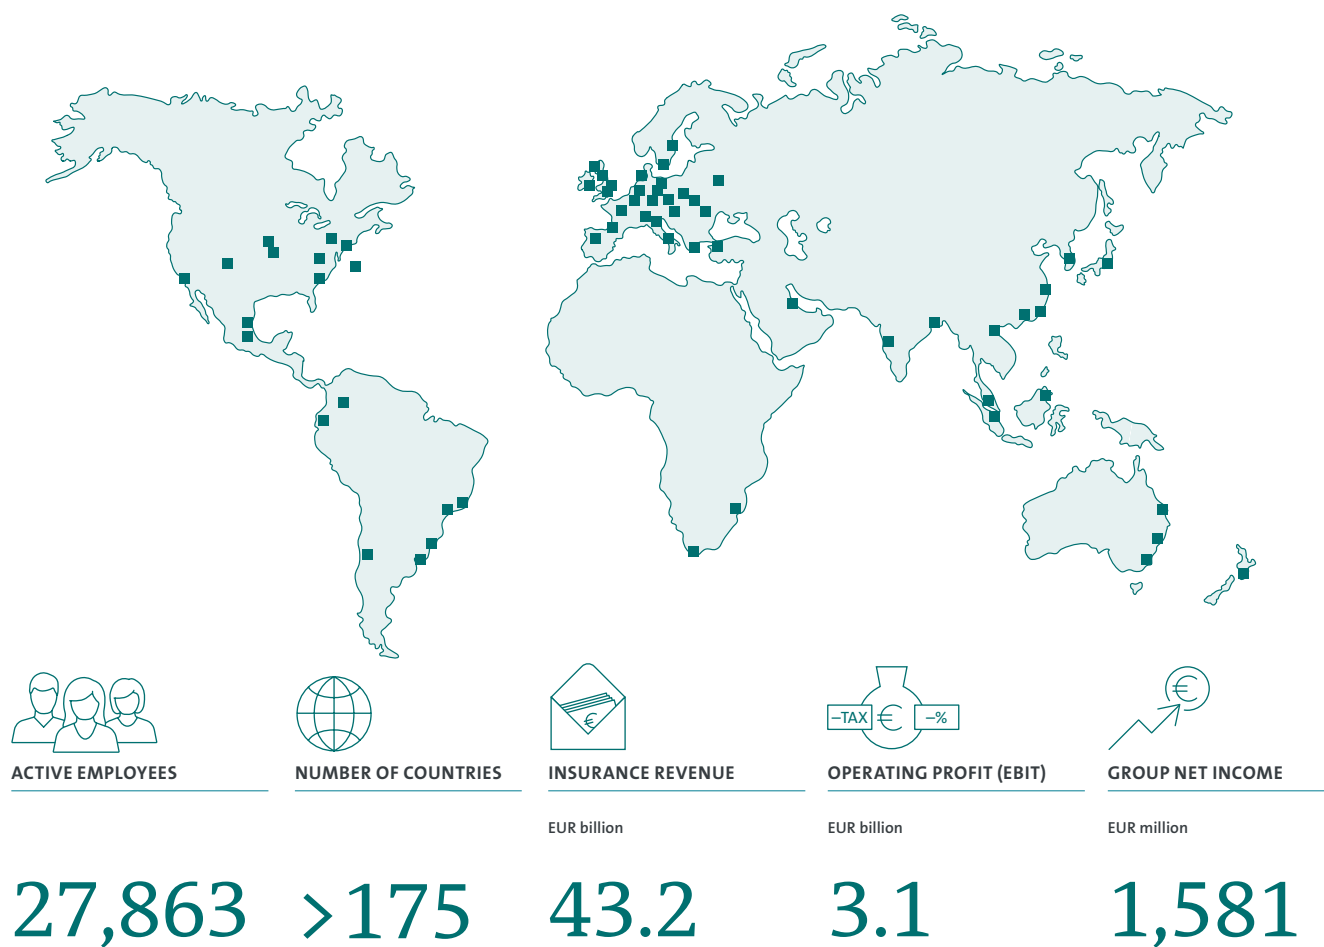 –TAX
€
–%
€
€
ACTIVE EMPLOYEES
NUMBER OF COUNTRIES
INSURANCE REVENUE
OPERATING PROFIT (EBIT)
GROUP NET INCOME
EUR billion
EUR billion
EUR million
27,863
>175
43.2
3.1
1,581